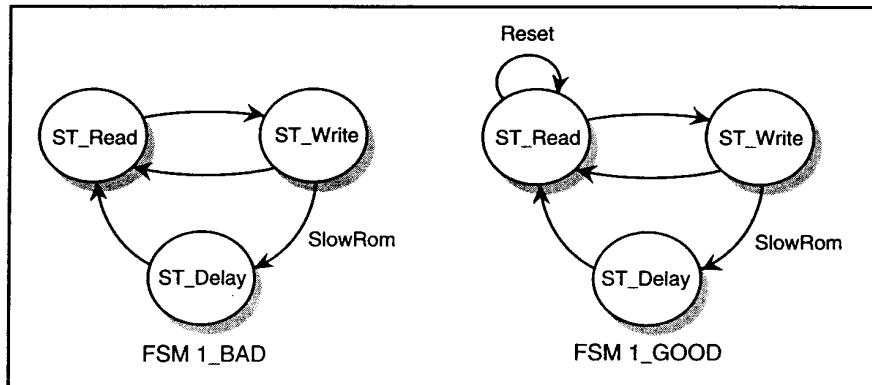 Reset
ST_Read
ST_Write
SlowRom
ST_Delay
FSM 1_BAD
ST_Read
ST_Write
SlowRom
ST_Delay
FSM 1_GOOD